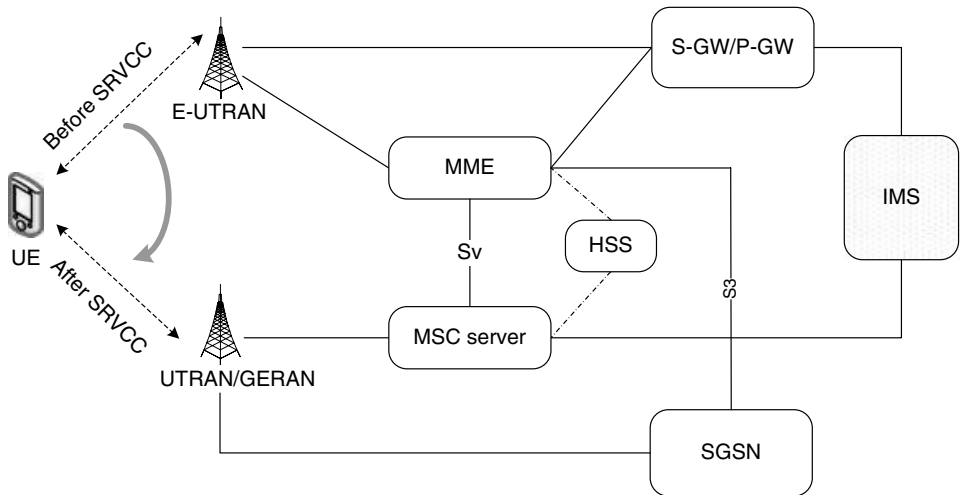 S-GW/P-GW
Before SRVCC
E-UTRAN
MME
IMS
UE
Sv
HSS
S3
After SRVCC
MSC server
UTRAN/GERAN
SGSN